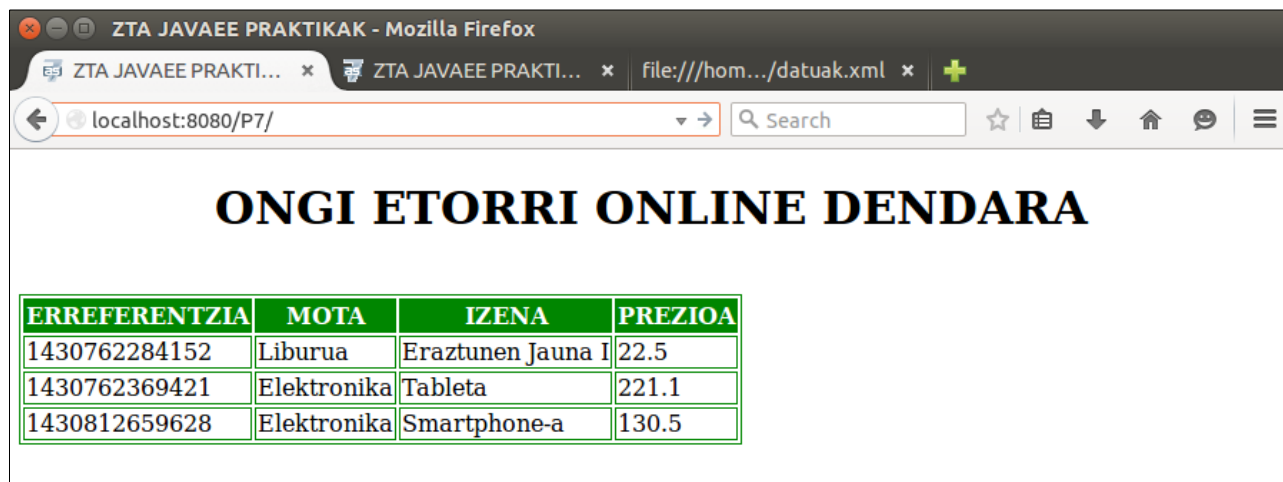 ZTA JAVAEE PRAKTIKAK - Mozilla Firefox
ZTA JAVAEE PRAKTI... ZTA JAVAEE PRAKTI... file:///hom.../datuak.xml
localhost:8080/P7/ Search
ONGI ETORRI ONLINE DENDARA
ERREFERENTZIA MOTA IZENA PREZIOA
1430762284152 Liburua Eraztunen Jauna I 22.5
1430762369421 Elektronika Tableta 221.1
1430812659628 Elektronika Smartphone-a 130.5